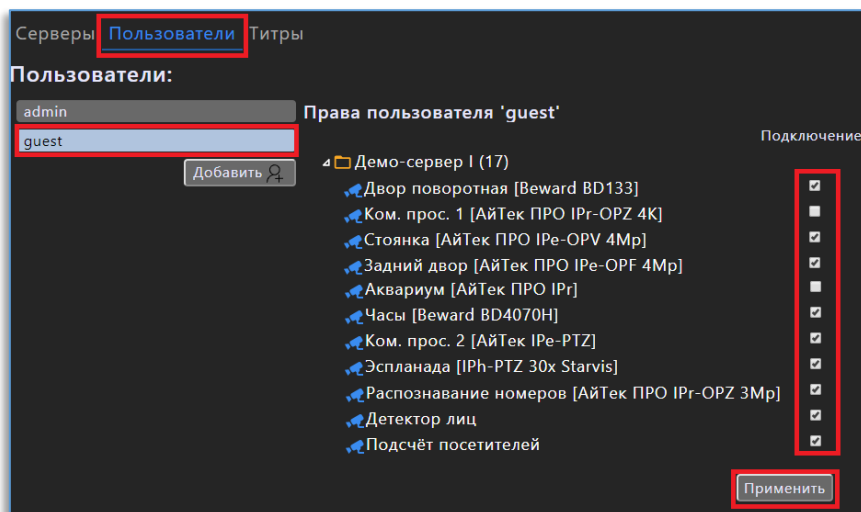 Серверы Пользователи Титры
Пользователи:
admin
guest
Добавить
Права пользователя 'guest'
Подключение
Демо-сервер I (17)
Двор поворотная [Beward BD133]
Ком. прос. 1 [АйТек ПРО IPr-OPZ 4K]
Стоянка [АйТек ПРО IPe-OPV 4Mp]
Задний двор [АйТек ПРО IPe-OPF 4Mp]
Аквариум [АйТек ПРО IPr]
Часы [Beward BD4070H]
Ком. прос. 2 [АйТек IPe-PTZ]
Эспланада [IPh-PTZ 30x Starvis]
Распознавание номеров [АйТек ПРО IPr-OPZ 3Mp]
Детектор лиц
Подсчёт посетителей
Применить